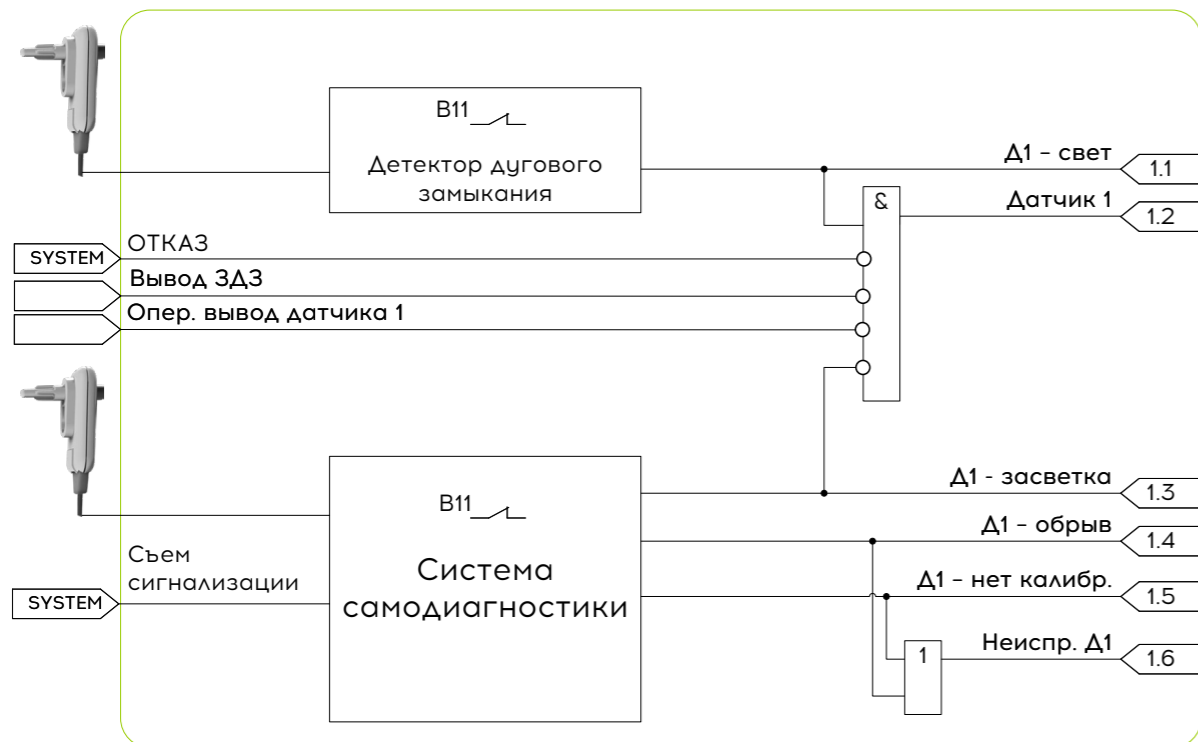 B11
Детектор дугового
замыкания
Д1 – свет
1.1
&
Датчик 1
1.2
SYSTEM
ОТКАЗ
Вывод ЗДЗ
Опер. вывод датчика 1
B11
Система
самодиагностики
Д1 - засветка
1.3
Д1 – обрыв
1.4
Съем
сигнализации
SYSTEM
Д1 – нет калибр.
1.5
1
Неиспр. Д1
1.6